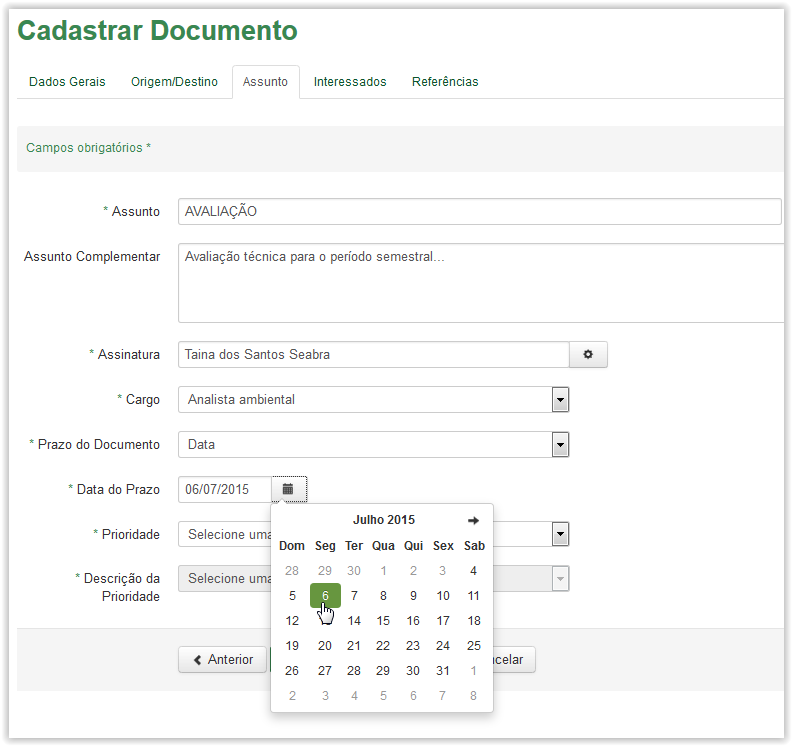 Cadastrar Documento
Dados Gerais Origem/Destino Assunto Interessados Referências
Campos obrigatórios *
* Assunto AVALIAÇÃO
Assunto Complementar Avaliação técnica para o período semestral...
* Assinatura Taina dos Santos Seabra
* Cargo Analista ambiental
* Prazo do Documento Data
* Data do Prazo 06/07/2015
* Prioridade Selecione uma
* Descrição da Prioridade Selecione uma
Julho 2015
Dom Seg Ter Qua Qui Sex Sab
28 29 30 1 2 3 4
5 6 7 8 9 10 11
12 14 15 16 17 18
19 20 21 22 23 24 25
26 27 28 29 30 31 1
2 3 4 5 6 7 8
Anterior ncelar